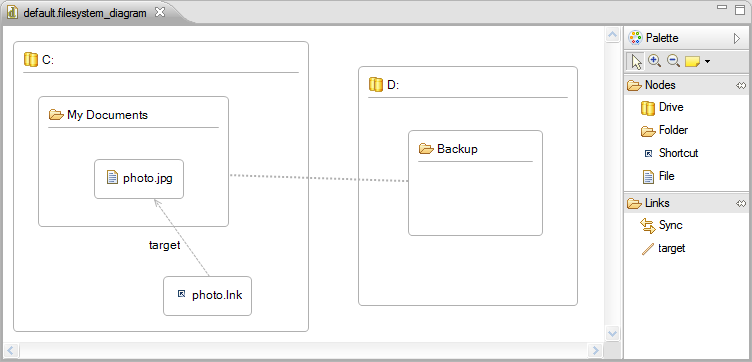 default.filesystem_diagram
C:
My Documents
photo.jpg
target
photo.lnk
D:
Backup
Palette
Nodes
Drive
Folder
Shortcut
File
Links
Sync
target